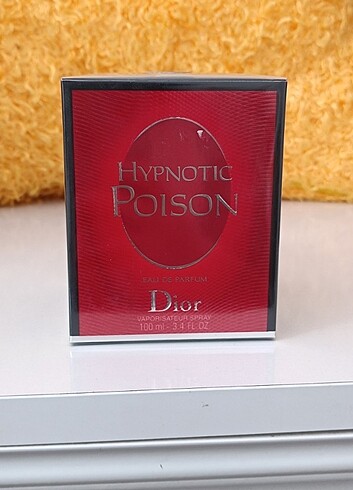 HYPNOTIC
POISON
EAU DE PARFUM
Dior
VAPORISATEUR SPRAY
100 ml - 3.4 FL OZ